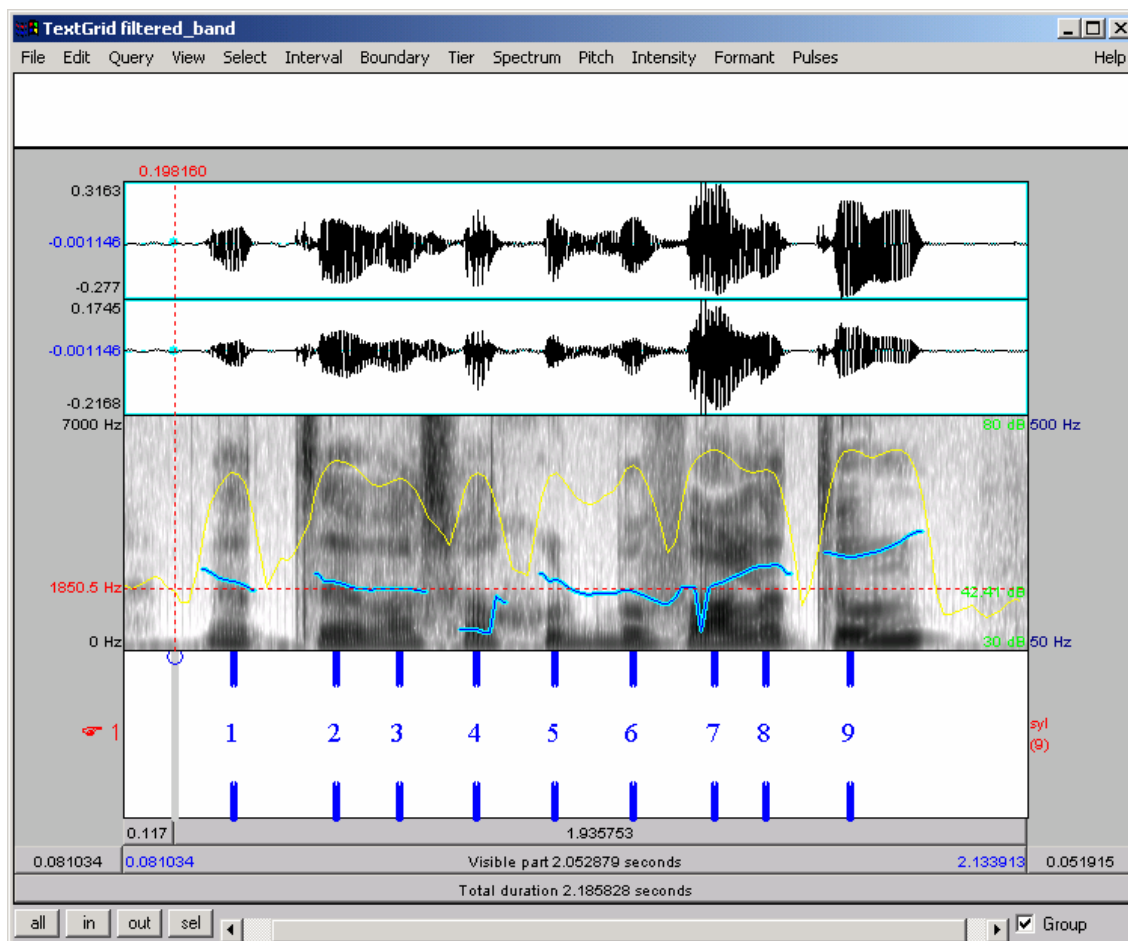 TextGrid filtered_band
File Edit Query View Select Interval Boundary Tier Spectrum Pitch Intensity Formant Pulses Help
0.198160
0.3163
-0.001146
-0.277
0.1745
-0.001146
-0.2168
7000 Hz 80 dB 500 Hz
1850.5 Hz 42.41 dB
0 Hz 30 dB 50 Hz
1 1 2 3 4 5 6 7 8 9 syl
(9)
0.117 1.935753
0.081034 0.081034 Visible part 2.052879 seconds 2.133913 0.051915
Total duration 2.185828 seconds
all in out sel Group